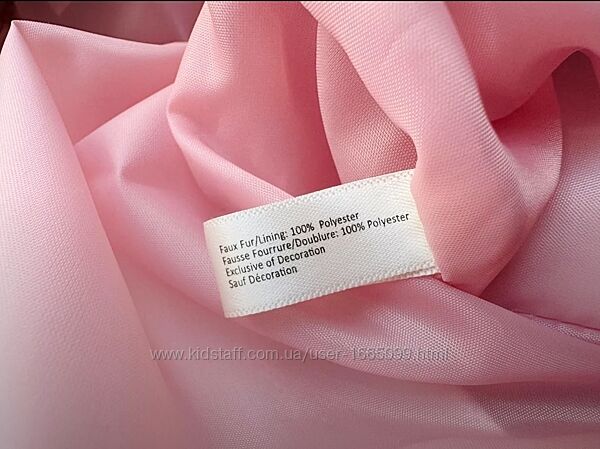 Faux Fur/Lining: 100% Polyester
Fausse Fourrure/Doublure: 100% Polyester
Exclusive of Decoration
Sauf Décoration
www.kidstaff.com.ua/user-1685099.html